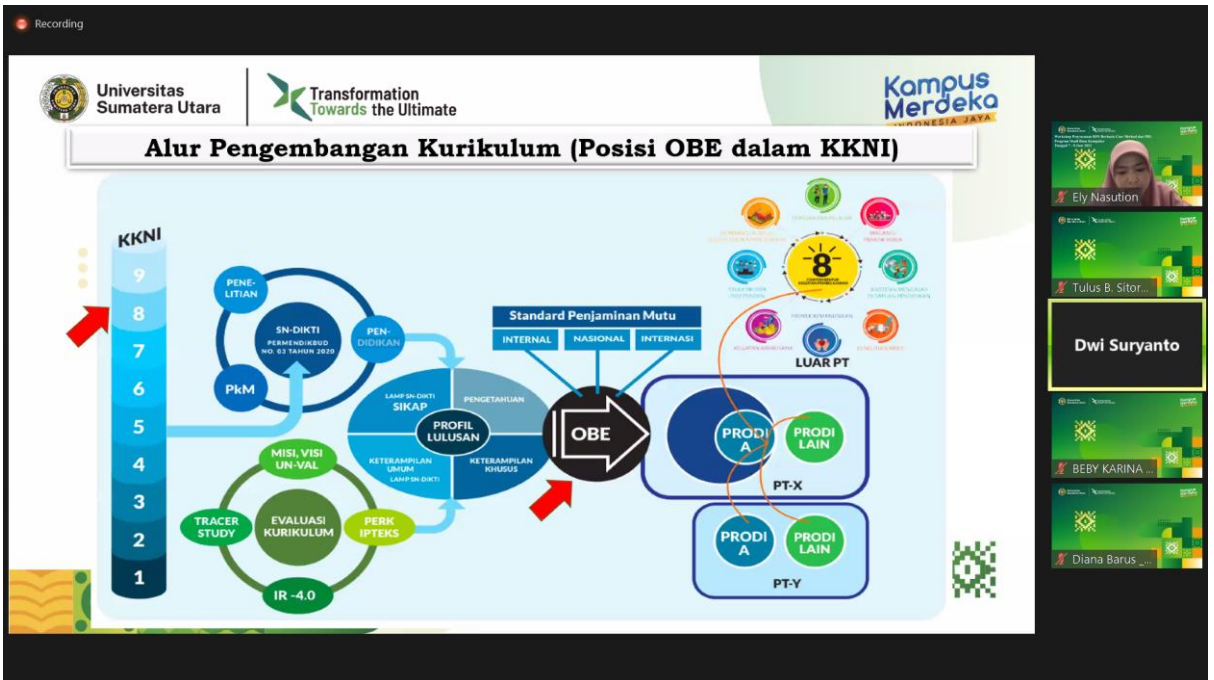 Recording
Universitas
Sumatera Utara
Transformation
Towards the Ultimate
Kampus
Merdeka
INDONESIA JAYA
Alur Pengembangan Kurikulum (Posisi OBE dalam KKNI)
KKNI
9
8
7
6
5
4
3
2
1
PENE-
LITIAN
SN-DIKTI
PERMENDIKBUD
NO. 03 TAHUN 2020
PEN-
DIDIKAN
PkM
MISI, VISI
UN-VAL
TRACER
STUDY
EVALUASI
KURIKULUM
PERK
IPTEKS
IR -4.0
LAMP SN-DIKTI
SIKAP
PENGETAHUAN
PROFIL
LULUSAN
KETERAMPILAN
UMUM
LAMP SN-DIKTI
KETERAMPILAN
KHUSUS
Standard Penjaminan Mutu
INTERNAL
NASIONAL
INTERNASI
OBE
8
LUAR PT
PRODI
A
PRODI
LAIN
PT-X
PRODI
A
PRODI
LAIN
PT-Y
Ely Nasution
Tulus B. Sitor...
Dwi Suryanto
BEBY KARINA ...
Diana Barus _...